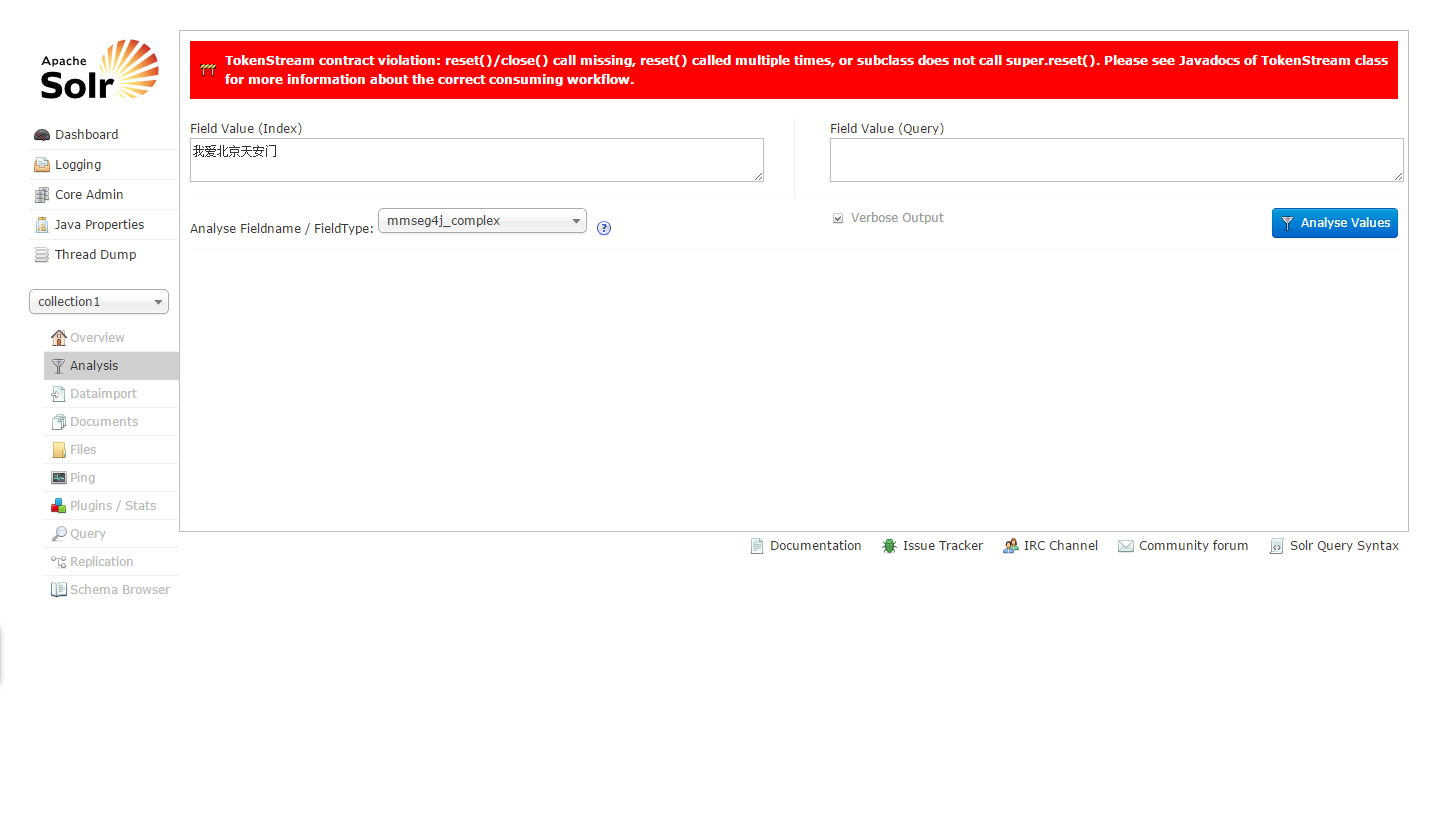 Apache
Solr
TokenStream contract violation: reset()/close() call missing, reset() called multiple times, or subclass does not call super.reset(). Please see Javadocs of TokenStream class
for more information about the correct consuming workflow.
Dashboard
Logging
Core Admin
Java Properties
Thread Dump
collection1
Overview
Analysis
Dataimport
Documents
Files
Ping
Plugins / Stats
Query
Replication
Schema Browser
Field Value (Index)
我爱北京天安门
Field Value (Query)
Analyse Fieldname / FieldType:
mmseg4j_complex
?
Verbose Output
Analyse Values
Documentation
Issue Tracker
IRC Channel
Community forum
Solr Query Syntax